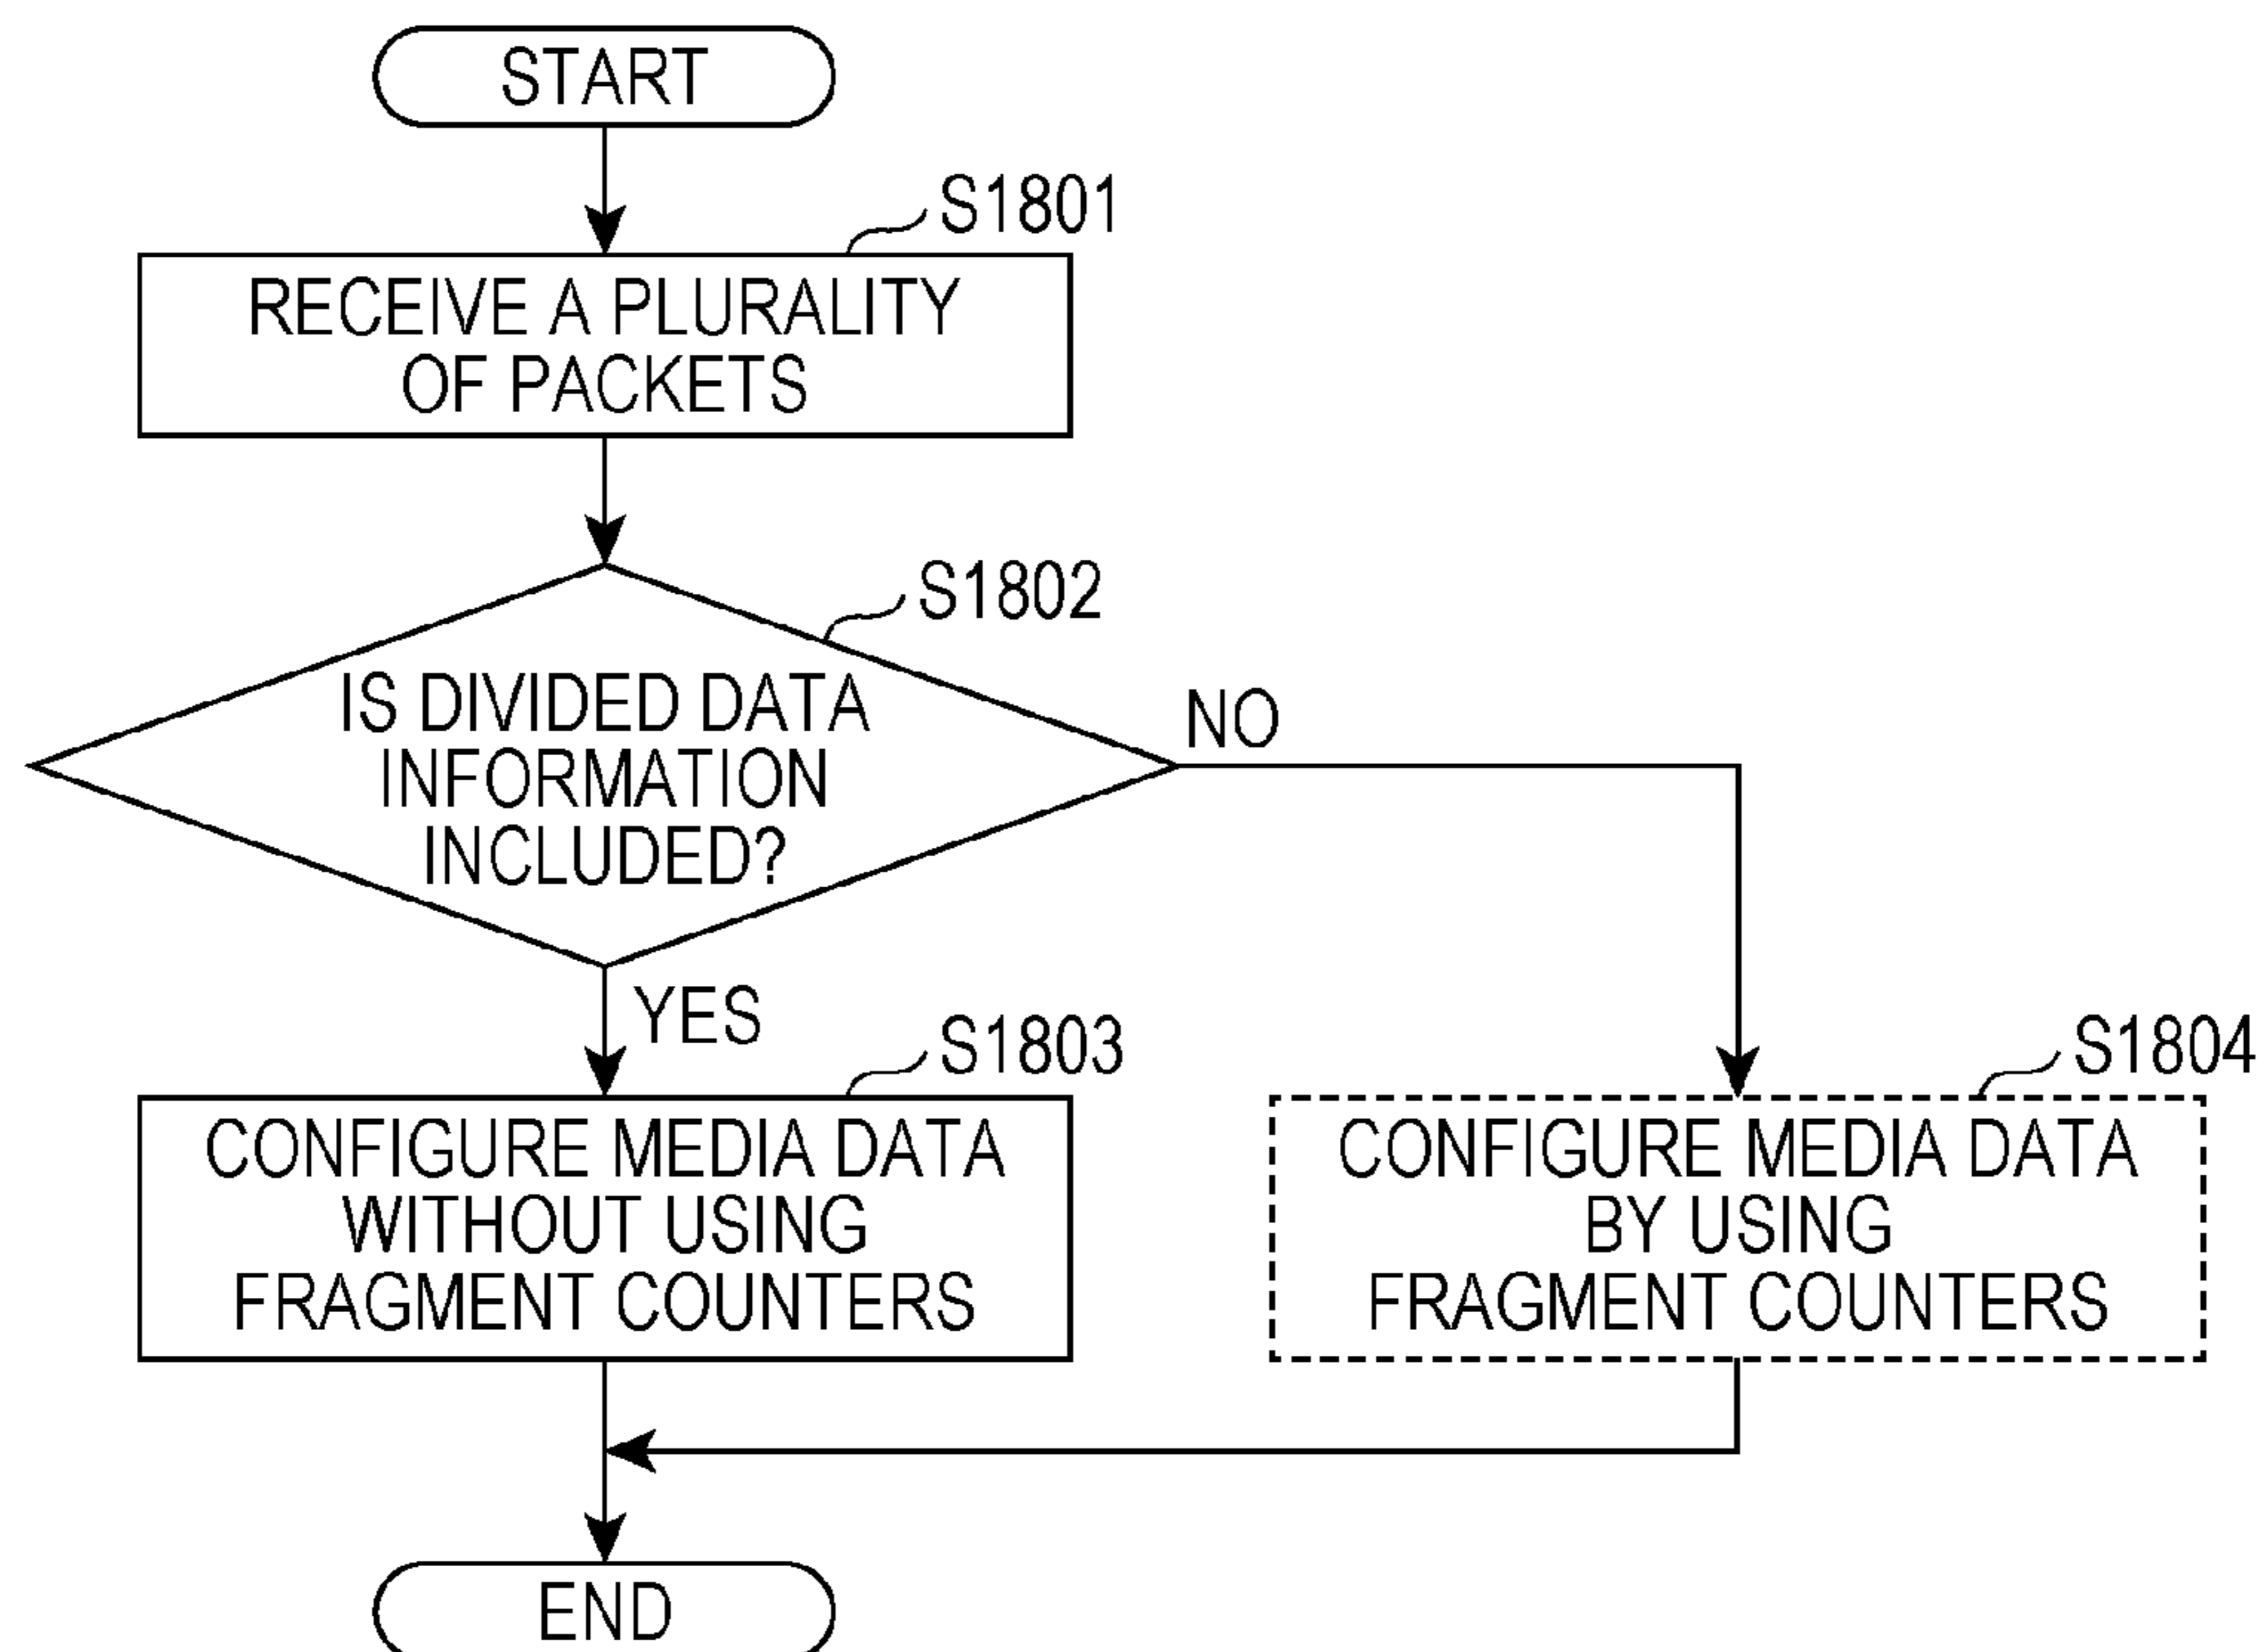 START
S1801
RECEIVE A PLURALITY
OF PACKETS
S1802
IS DIVIDED DATA
INFORMATION
INCLUDED?
NO
YES
S1803
CONFIGURE MEDIA DATA
WITHOUT USING
FRAGMENT COUNTERS
S1804
CONFIGURE MEDIA DATA
BY USING
FRAGMENT COUNTERS
END